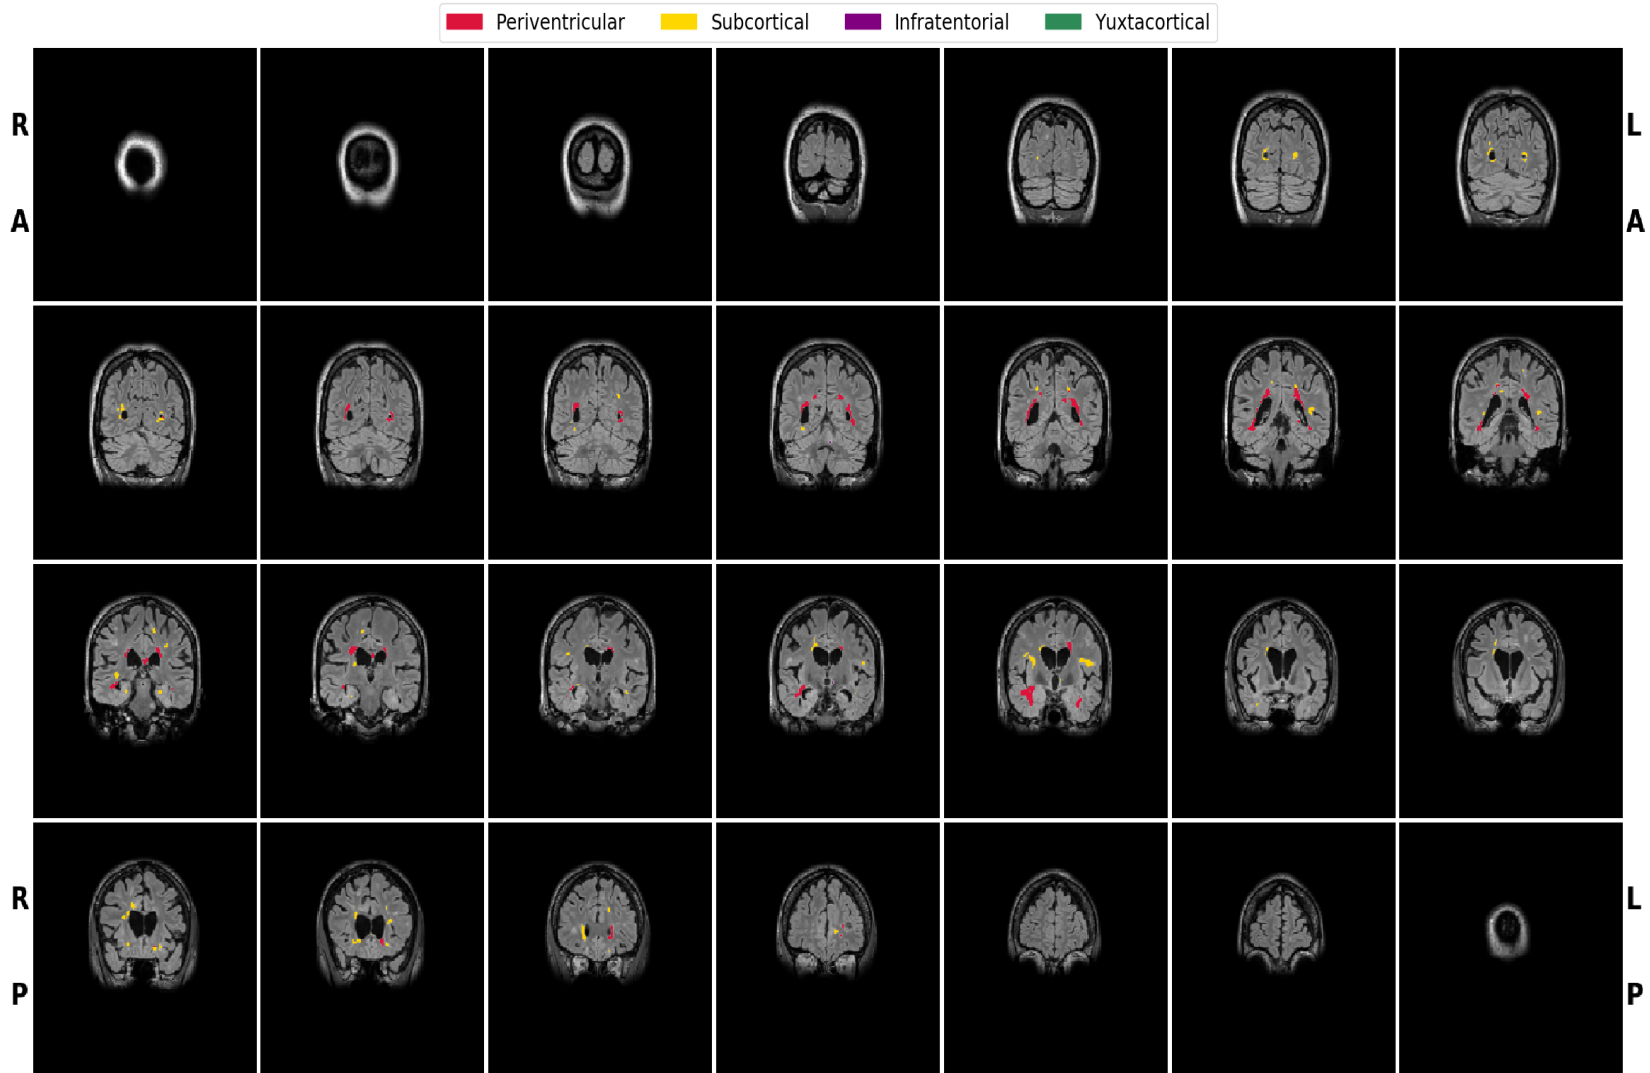 Periventricular Subcortical Infratentorial Yuxtacortical
R L
A A
R L
P P